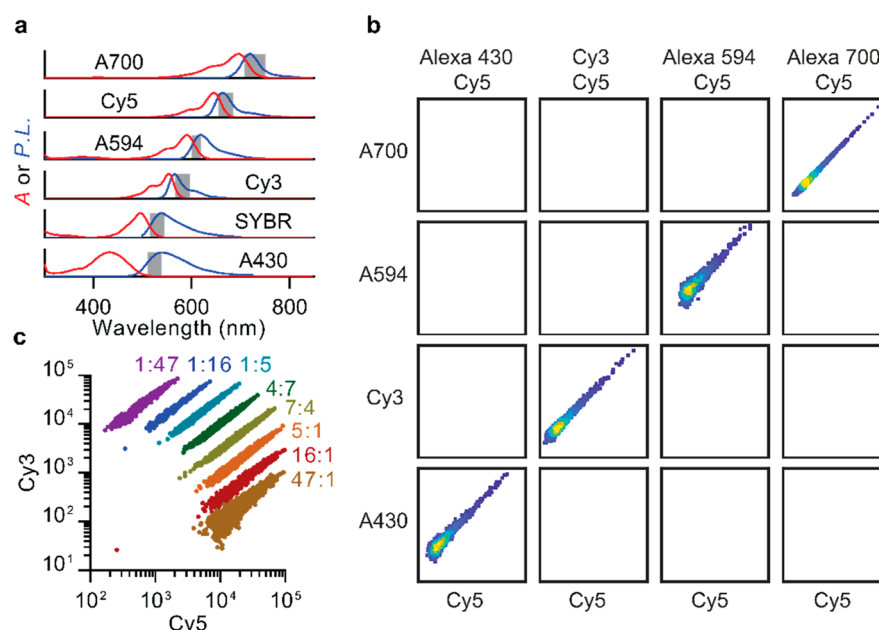 a
A700
Cy5
A594
Cy3
SYBR
A430
A or P.L.
400 600 800
Wavelength (nm)
b
Alexa 430 Cy3 Alexa 594 Alexa 700
Cy5 Cy5 Cy5 Cy5
A700
A594
Cy3
A430
Cy5 Cy5 Cy5 Cy5
c
1:47 1:16 1:5
4:7
7:4
5:1
16:1
47:1
10^5
10^4
10^3
10^2
10^1
Cy3
10^2 10^3 10^4 10^5
Cy5